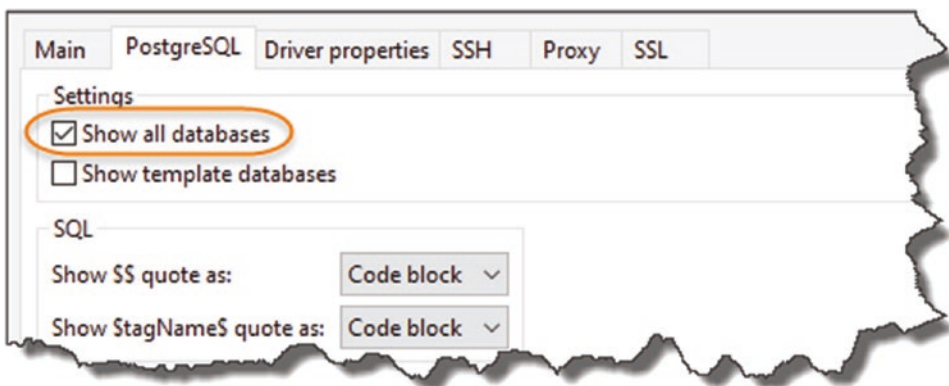 Main PostgreSQL Driver properties SSH Proxy SSL
Settings
Show all databases
Show template databases
SQL
Show $$ quote as: Code block
Show $tagName$ quote as: Code block